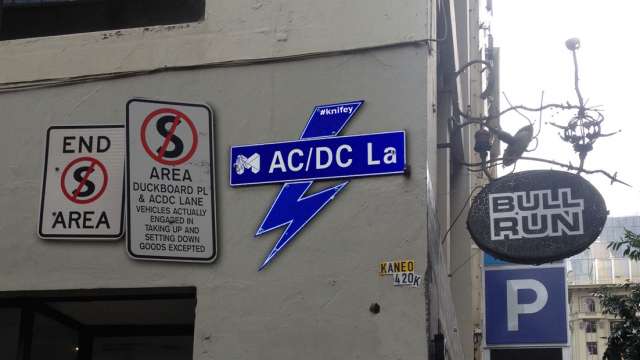 END
S
AREA
S
AREA
DUCKBOARD PL
& ACDC LANE
VEHICLES ACTUALLY
ENGAGED IN
TAKING UP AND
SETTING DOWN
GOODS EXCEPTED
#knifey
AC/DC La
KANEO
420K
BULL
RUN
P